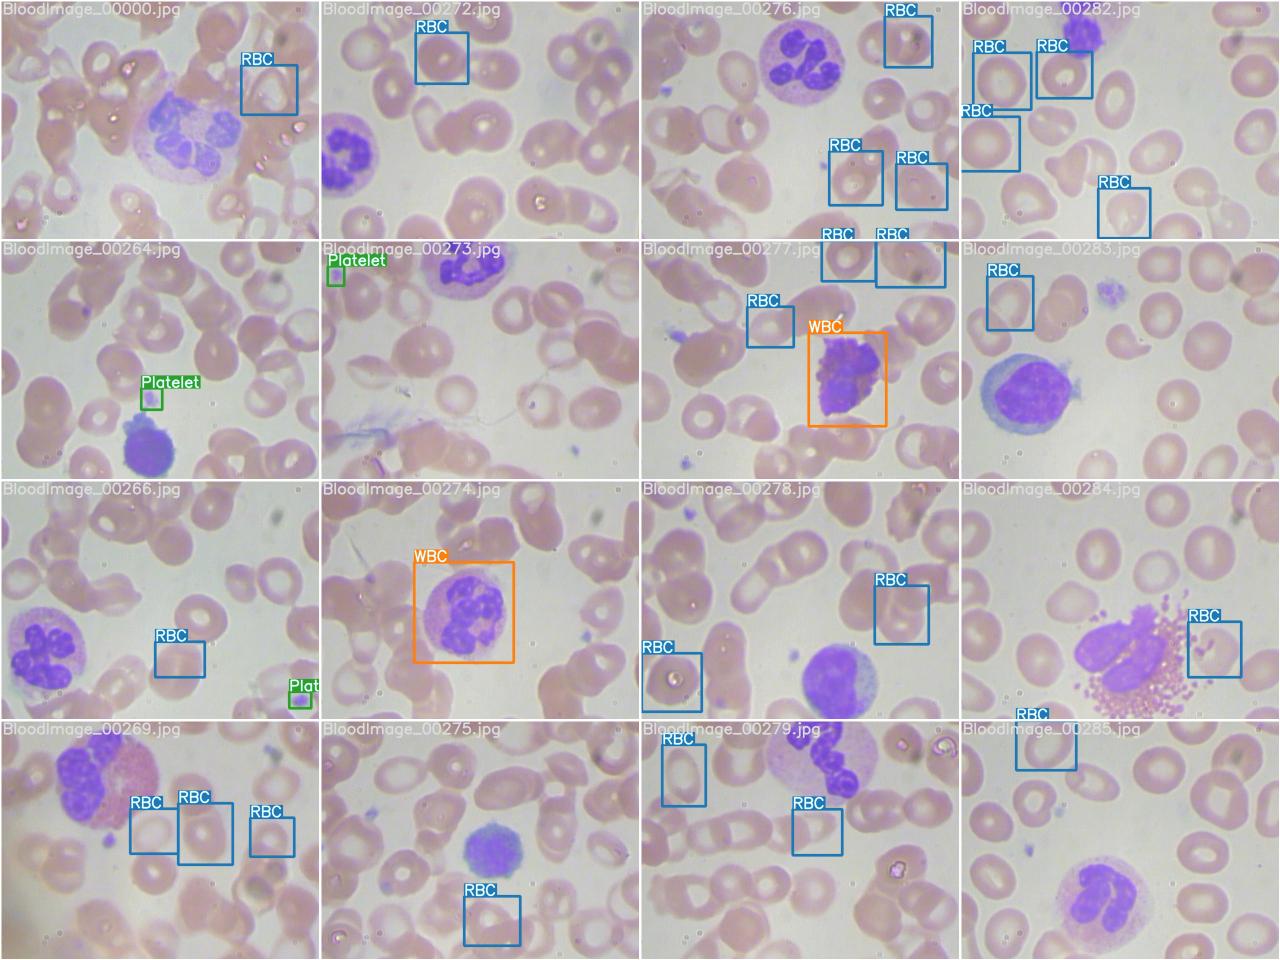 BloodImage_00000.jpg
RBC
BloodImage_00272.jpg
RBC
BloodImage_00276.jpg
RBC
RBC
RBC
BloodImage_00282.jpg
RBC
RBC
RBC
RBC
BloodImage_00264.jpg
Platelet
BloodImage_00273.jpg
Platelet
BloodImage_00277.jpg
RBC
RBC
RBC
WBC
BloodImage_00283.jpg
RBC
BloodImage_00266.jpg
RBC
Plat
BloodImage_00274.jpg
WBC
BloodImage_00278.jpg
RBC
RBC
BloodImage_00284.jpg
RBC
BloodImage_00269.jpg
RBC
RBC
RBC
BloodImage_00275.jpg
RBC
BloodImage_00279.jpg
RBC
RBC
BloodImage_00285.jpg
RBC